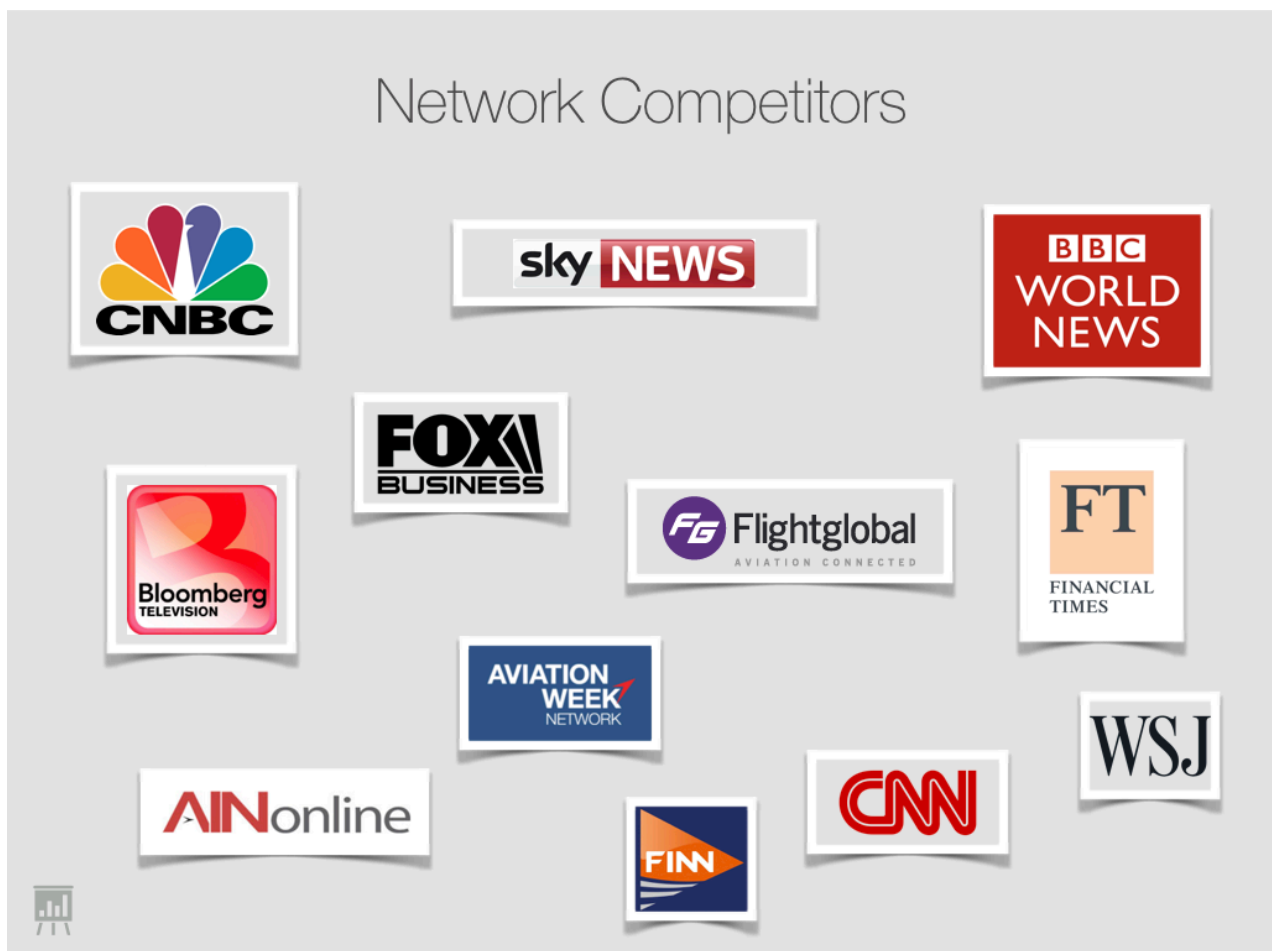 Network Competitors
CNBC
sky NEWS
BBC
WORLD
NEWS
FOX
BUSINESS
Bloomberg
TELEVISION
FG Flightglobal
AVIATION CONNECTED
FT
FINANCIAL
TIMES
AVIATION
WEEK
NETWORK
WSJ
AINonline
FINN
CNN